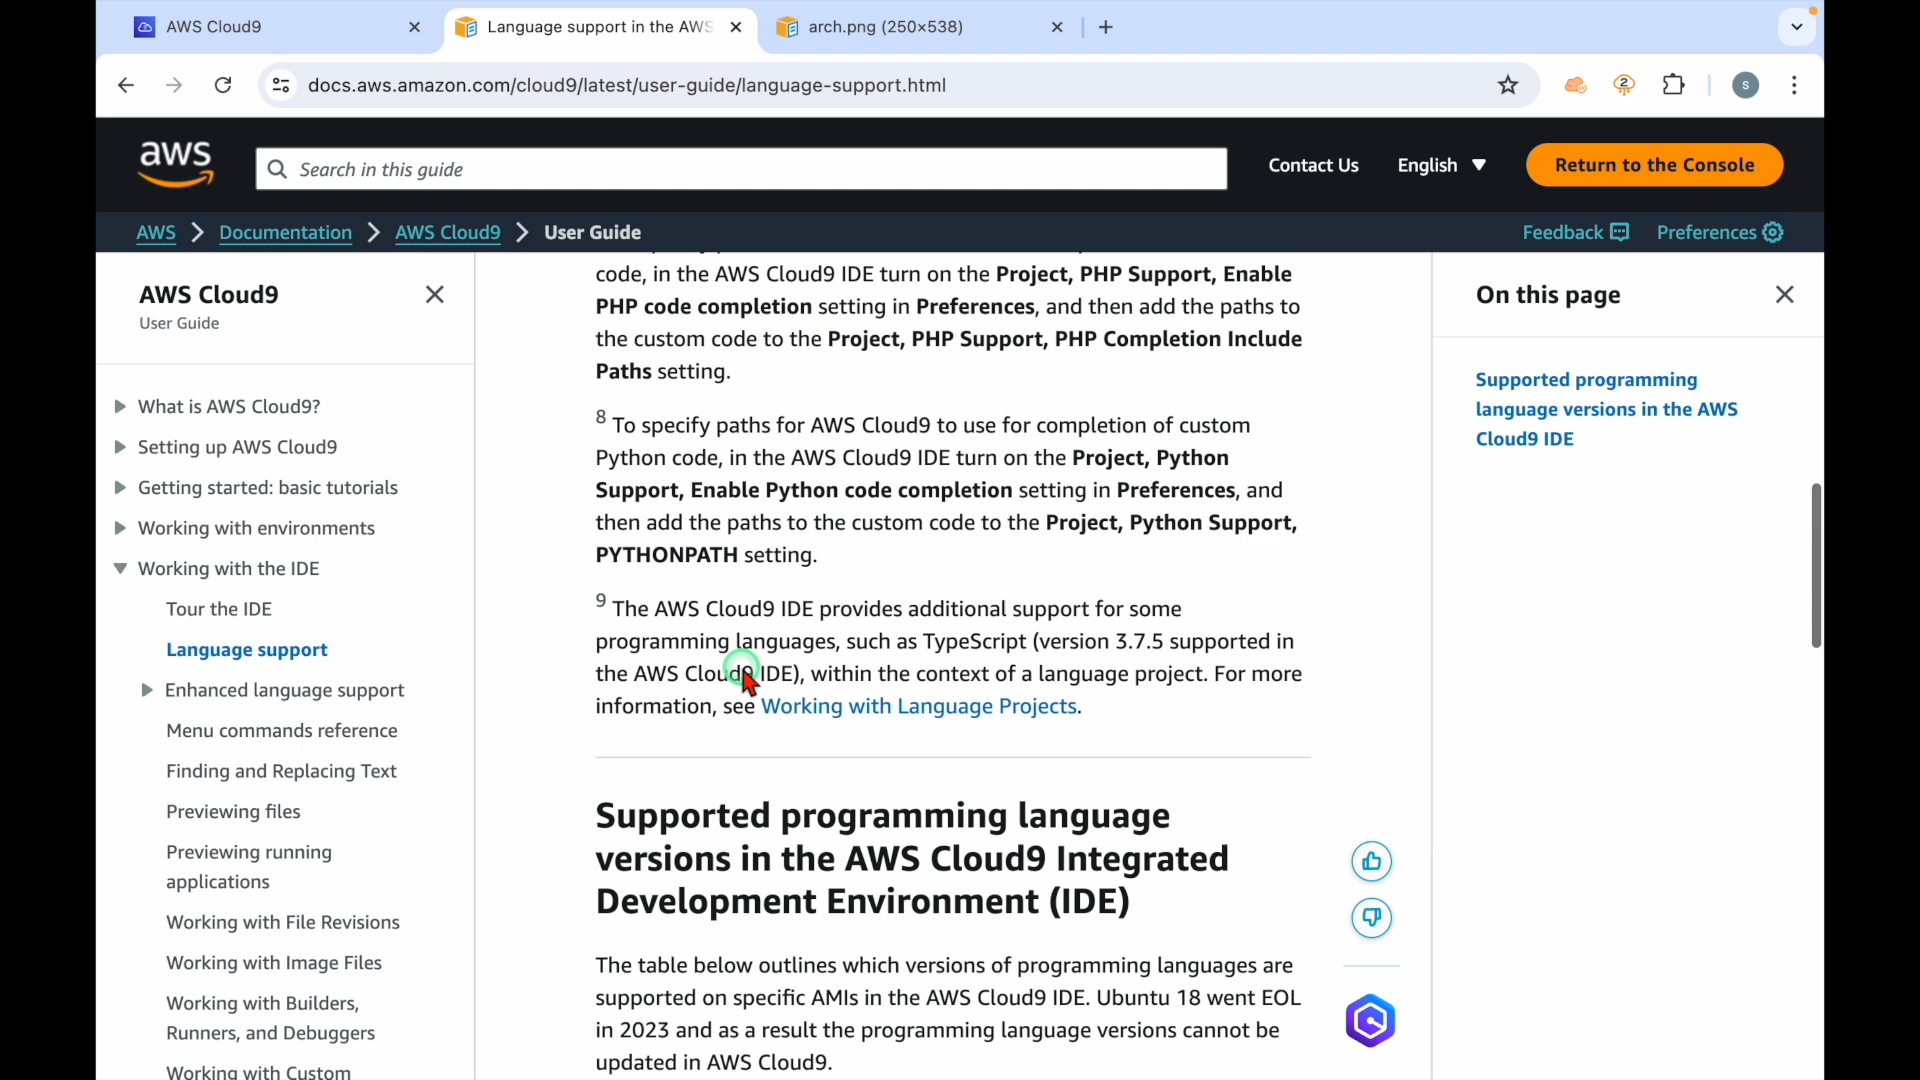 AWS Cloud9
Language support in the AWS
arch.png (250×538)
docs.aws.amazon.com/cloud9/latest/user-guide/language-support.html
2
S
aws
Search in this guide
Contact Us
English
Return to the Console
AWS
Documentation
AWS Cloud9
User Guide
Feedback
Preferences
AWS Cloud9
User Guide
What is AWS Cloud9?
Setting up AWS Cloud9
Getting started: basic tutorials
Working with environments
Working with the IDE
Tour the IDE
Language support
Enhanced language support
Menu commands reference
Finding and Replacing Text
Previewing files
Previewing running
applications
Working with File Revisions
Working with Image Files
Working with Builders,
Runners, and Debuggers
Working with Custom
code, in the AWS Cloud9 IDE turn on the Project, PHP Support, Enable
PHP code completion setting in Preferences, and then add the paths to
the custom code to the Project, PHP Support, PHP Completion Include
Paths setting.
8 To specify paths for AWS Cloud9 to use for completion of custom
Python code, in the AWS Cloud9 IDE turn on the Project, Python
Support, Enable Python code completion setting in Preferences, and
then add the paths to the custom code to the Project, Python Support,
PYTHONPATH setting.
9 The AWS Cloud9 IDE provides additional support for some
programming languages, such as TypeScript (version 3.7.5 supported in
the AWS Cloud9 IDE), within the context of a language project. For more
information, see Working with Language Projects.
Supported programming language
versions in the AWS Cloud9 Integrated
Development Environment (IDE)
The table below outlines which versions of programming languages are
supported on specific AMIs in the AWS Cloud9 IDE. Ubuntu 18 went EOL
in 2023 and as a result the programming language versions cannot be
updated in AWS Cloud9.
On this page
Supported programming
language versions in the AWS
Cloud9 IDE